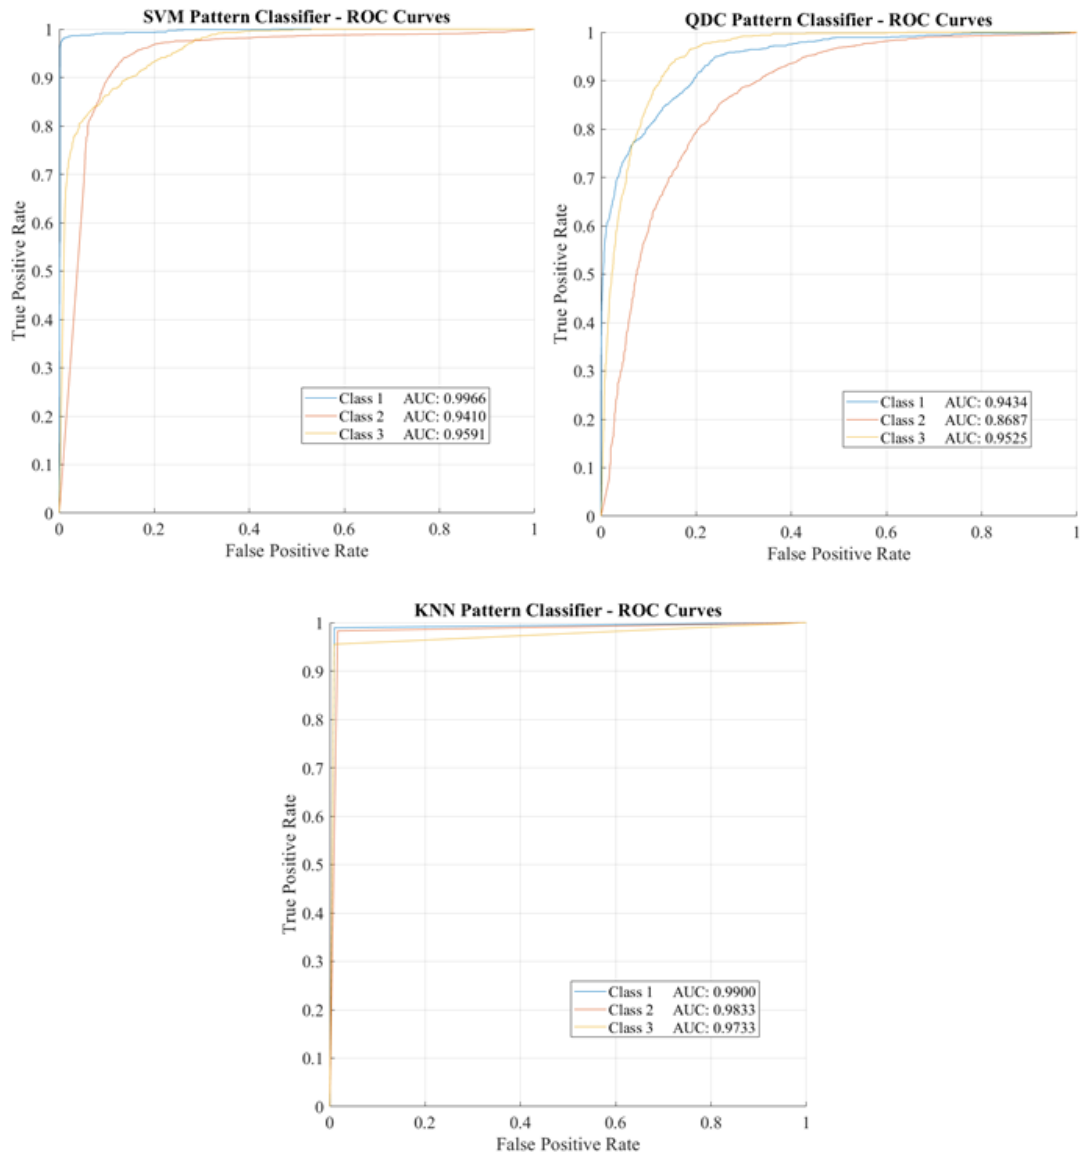 SVM Pattern Classifier - ROC Curves
1
0.9
0.8
0.7
0.6
0.5
0.4
0.3
0.2
0.1
0
True Positive Rate
Class 1 AUC: 0.9966
Class 2 AUC: 0.9410
Class 3 AUC: 0.9591
0 0.2 0.4 0.6 0.8 1
False Positive Rate
QDC Pattern Classifier - ROC Curves
1
0.9
0.8
0.7
0.6
0.5
0.4
0.3
0.2
0.1
0
True Positive Rate
Class 1 AUC: 0.9434
Class 2 AUC: 0.8687
Class 3 AUC: 0.9525
0 0.2 0.4 0.6 0.8 1
False Positive Rate
KNN Pattern Classifier - ROC Curves
1
0.9
0.8
0.7
0.6
0.5
0.4
0.3
0.2
0.1
0
True Positive Rate
Class 1 AUC: 0.9900
Class 2 AUC: 0.9833
Class 3 AUC: 0.9733
0 0.2 0.4 0.6 0.8 1
False Positive Rate